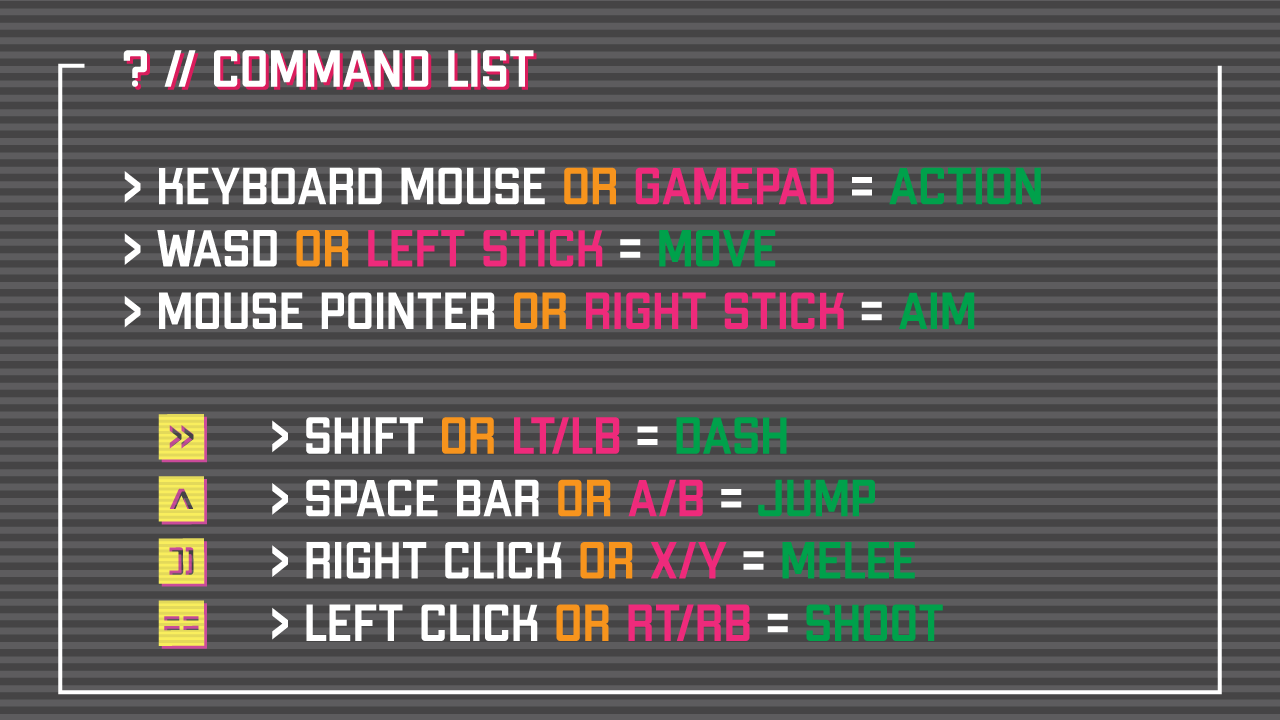 ? // COMMAND LIST
> KEYBOARD MOUSE OR GAMEPAD = ACTION
> WASD OR LEFT STICK = MOVE
> MOUSE POINTER OR RIGHT STICK = AIM
>> > SHIFT OR LT/LB = DASH
^ > SPACE BAR OR A/B = JUMP
]] > RIGHT CLICK OR X/Y = MELEE
== > LEFT CLICK OR RT/RB = SHOOT